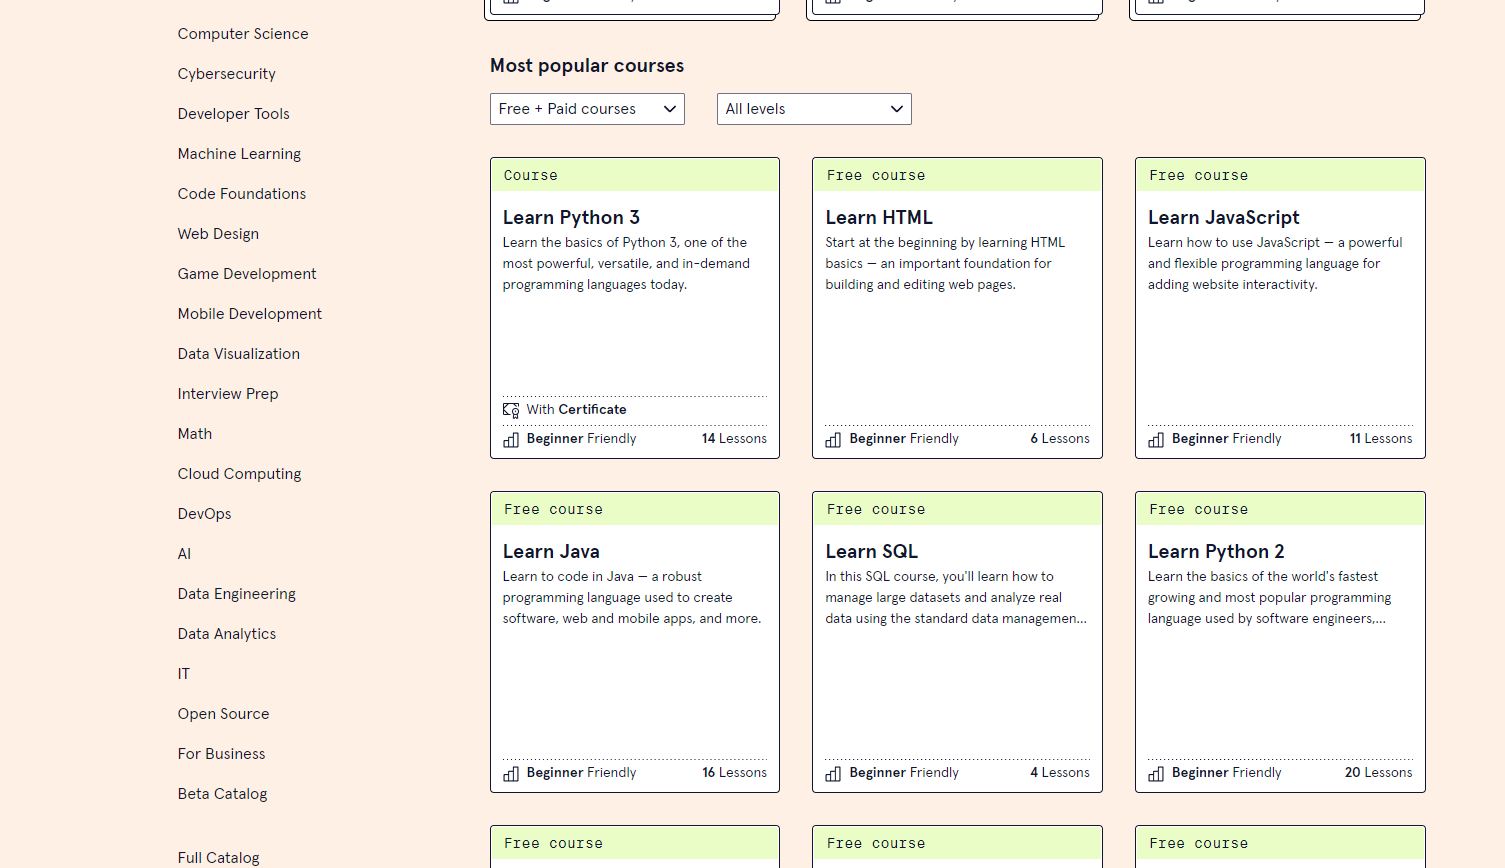 Computer Science
Cybersecurity
Developer Tools
Machine Learning
Code Foundations
Web Design
Game Development
Mobile Development
Data Visualization
Interview Prep
Math
Cloud Computing
DevOps
AI
Data Engineering
Data Analytics
IT
Open Source
For Business
Beta Catalog
Full Catalog
Most popular courses
Free + Paid courses
All levels
Course
Learn Python 3
Learn the basics of Python 3, one of the
most powerful, versatile, and in-demand
programming languages today.
With Certificate
Beginner Friendly
14 Lessons
Free course
Learn HTML
Start at the beginning by learning HTML
basics — an important foundation for
building and editing web pages.
Beginner Friendly
6 Lessons
Free course
Learn JavaScript
Learn how to use JavaScript — a powerful
and flexible programming language for
adding website interactivity.
Beginner Friendly
11 Lessons
Free course
Learn Java
Learn to code in Java — a robust
programming language used to create
software, web and mobile apps, and more.
Beginner Friendly
16 Lessons
Free course
Learn SQL
In this SQL course, you'll learn how to
manage large datasets and analyze real
data using the standard data managemen...
Beginner Friendly
4 Lessons
Free course
Learn Python 2
Learn the basics of the world's fastest
growing and most popular programming
language used by software engineers,...
Beginner Friendly
20 Lessons
Free course
Free course
Free course